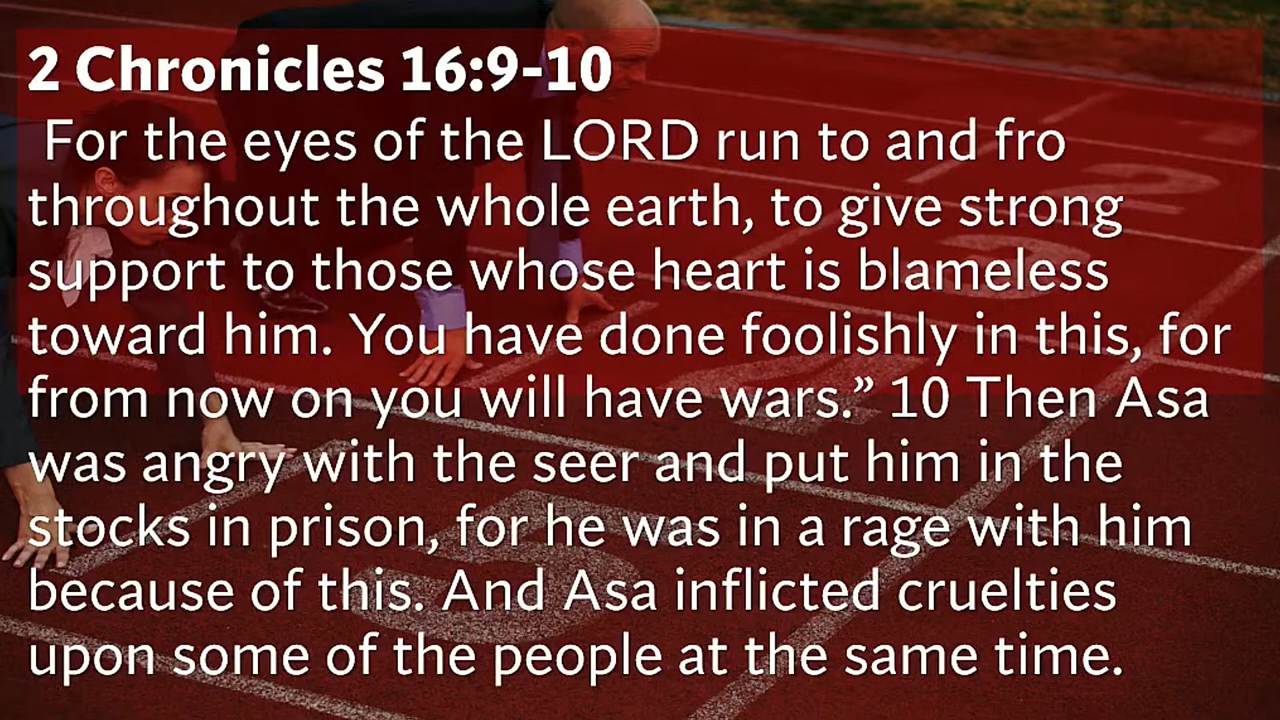 2 Chronicles 16:9-10
For the eyes of the LORD run to and fro
throughout the whole earth, to give strong
support to those whose heart is blameless
toward him. You have done foolishly in this, for
from now on you will have wars.” 10 Then Asa
was angry with the seer and put him in the
stocks in prison, for he was in a rage with him
because of this. And Asa inflicted cruelties
upon some of the people at the same time.
2
3
4
5